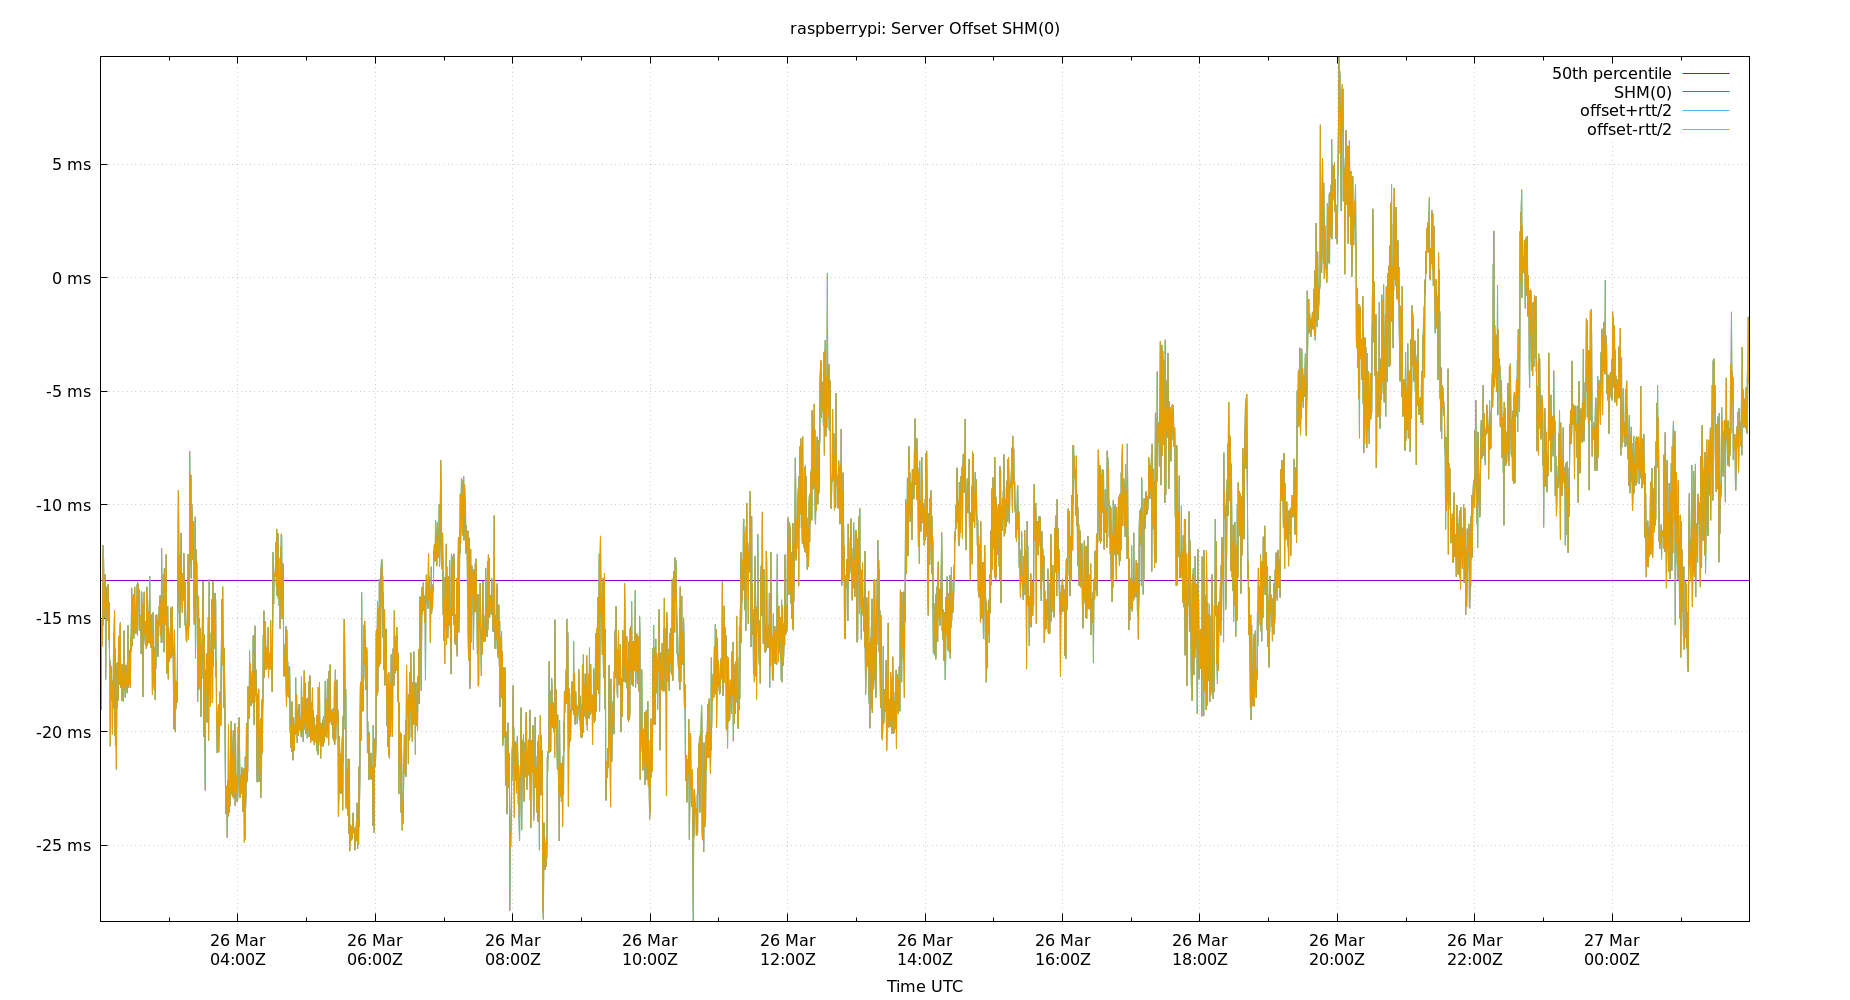 raspberrypi: Server Offset SHM(0)
50th percentile
SHM(0)
offset+rtt/2
offset-rtt/2
5 ms
0 ms
-5 ms
-10 ms
-15 ms
-20 ms
-25 ms
26 Mar 26 Mar 26 Mar 26 Mar 26 Mar 26 Mar 26 Mar 26 Mar 26 Mar 26 Mar 27 Mar
04:00Z 06:00Z 08:00Z 10:00Z 12:00Z 14:00Z 16:00Z 18:00Z 20:00Z 22:00Z 00:00Z
Time UTC